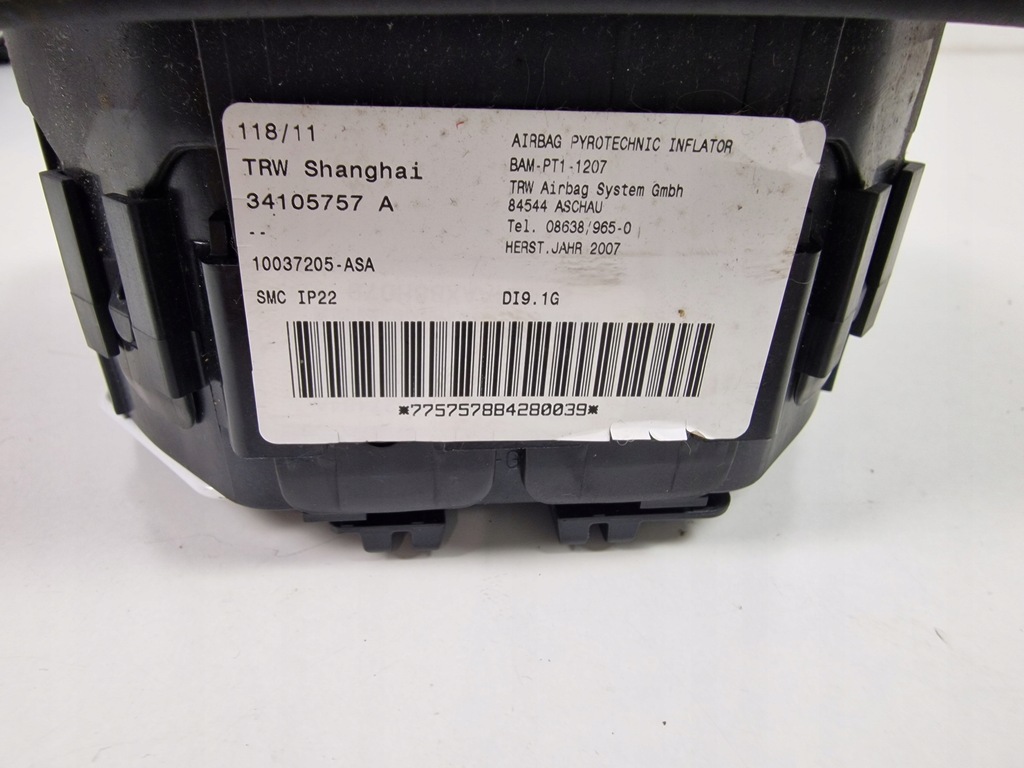 118/11
TRW Shanghai
34105757 A
--
10037205-ASA
SMC IP22
AIRBAG PYROTECHNIC INFLATOR
BAM-PT1-1207
TRW Airbag System Gmbh
84544 ASCHAU
Tel. 08638/965-0
HERST.JAHR 2007
DI9.1G
*775757884280039*